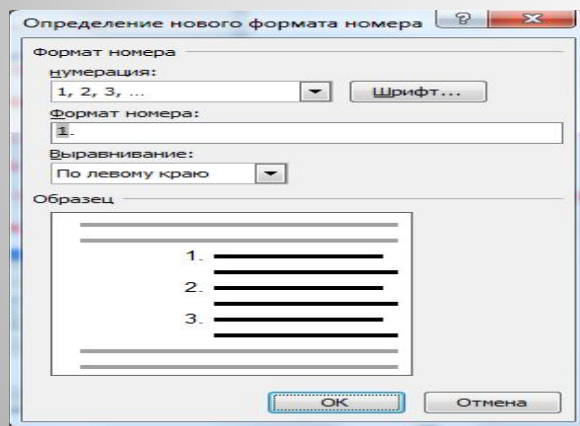 Определение нового формата номера
Формат номера
нумерация:
1, 2, 3, ...
Шрифт...
Формат номера:
1.
Выравнивание:
По левому краю
Образец
1.
2.
3.
ОК
Отмена